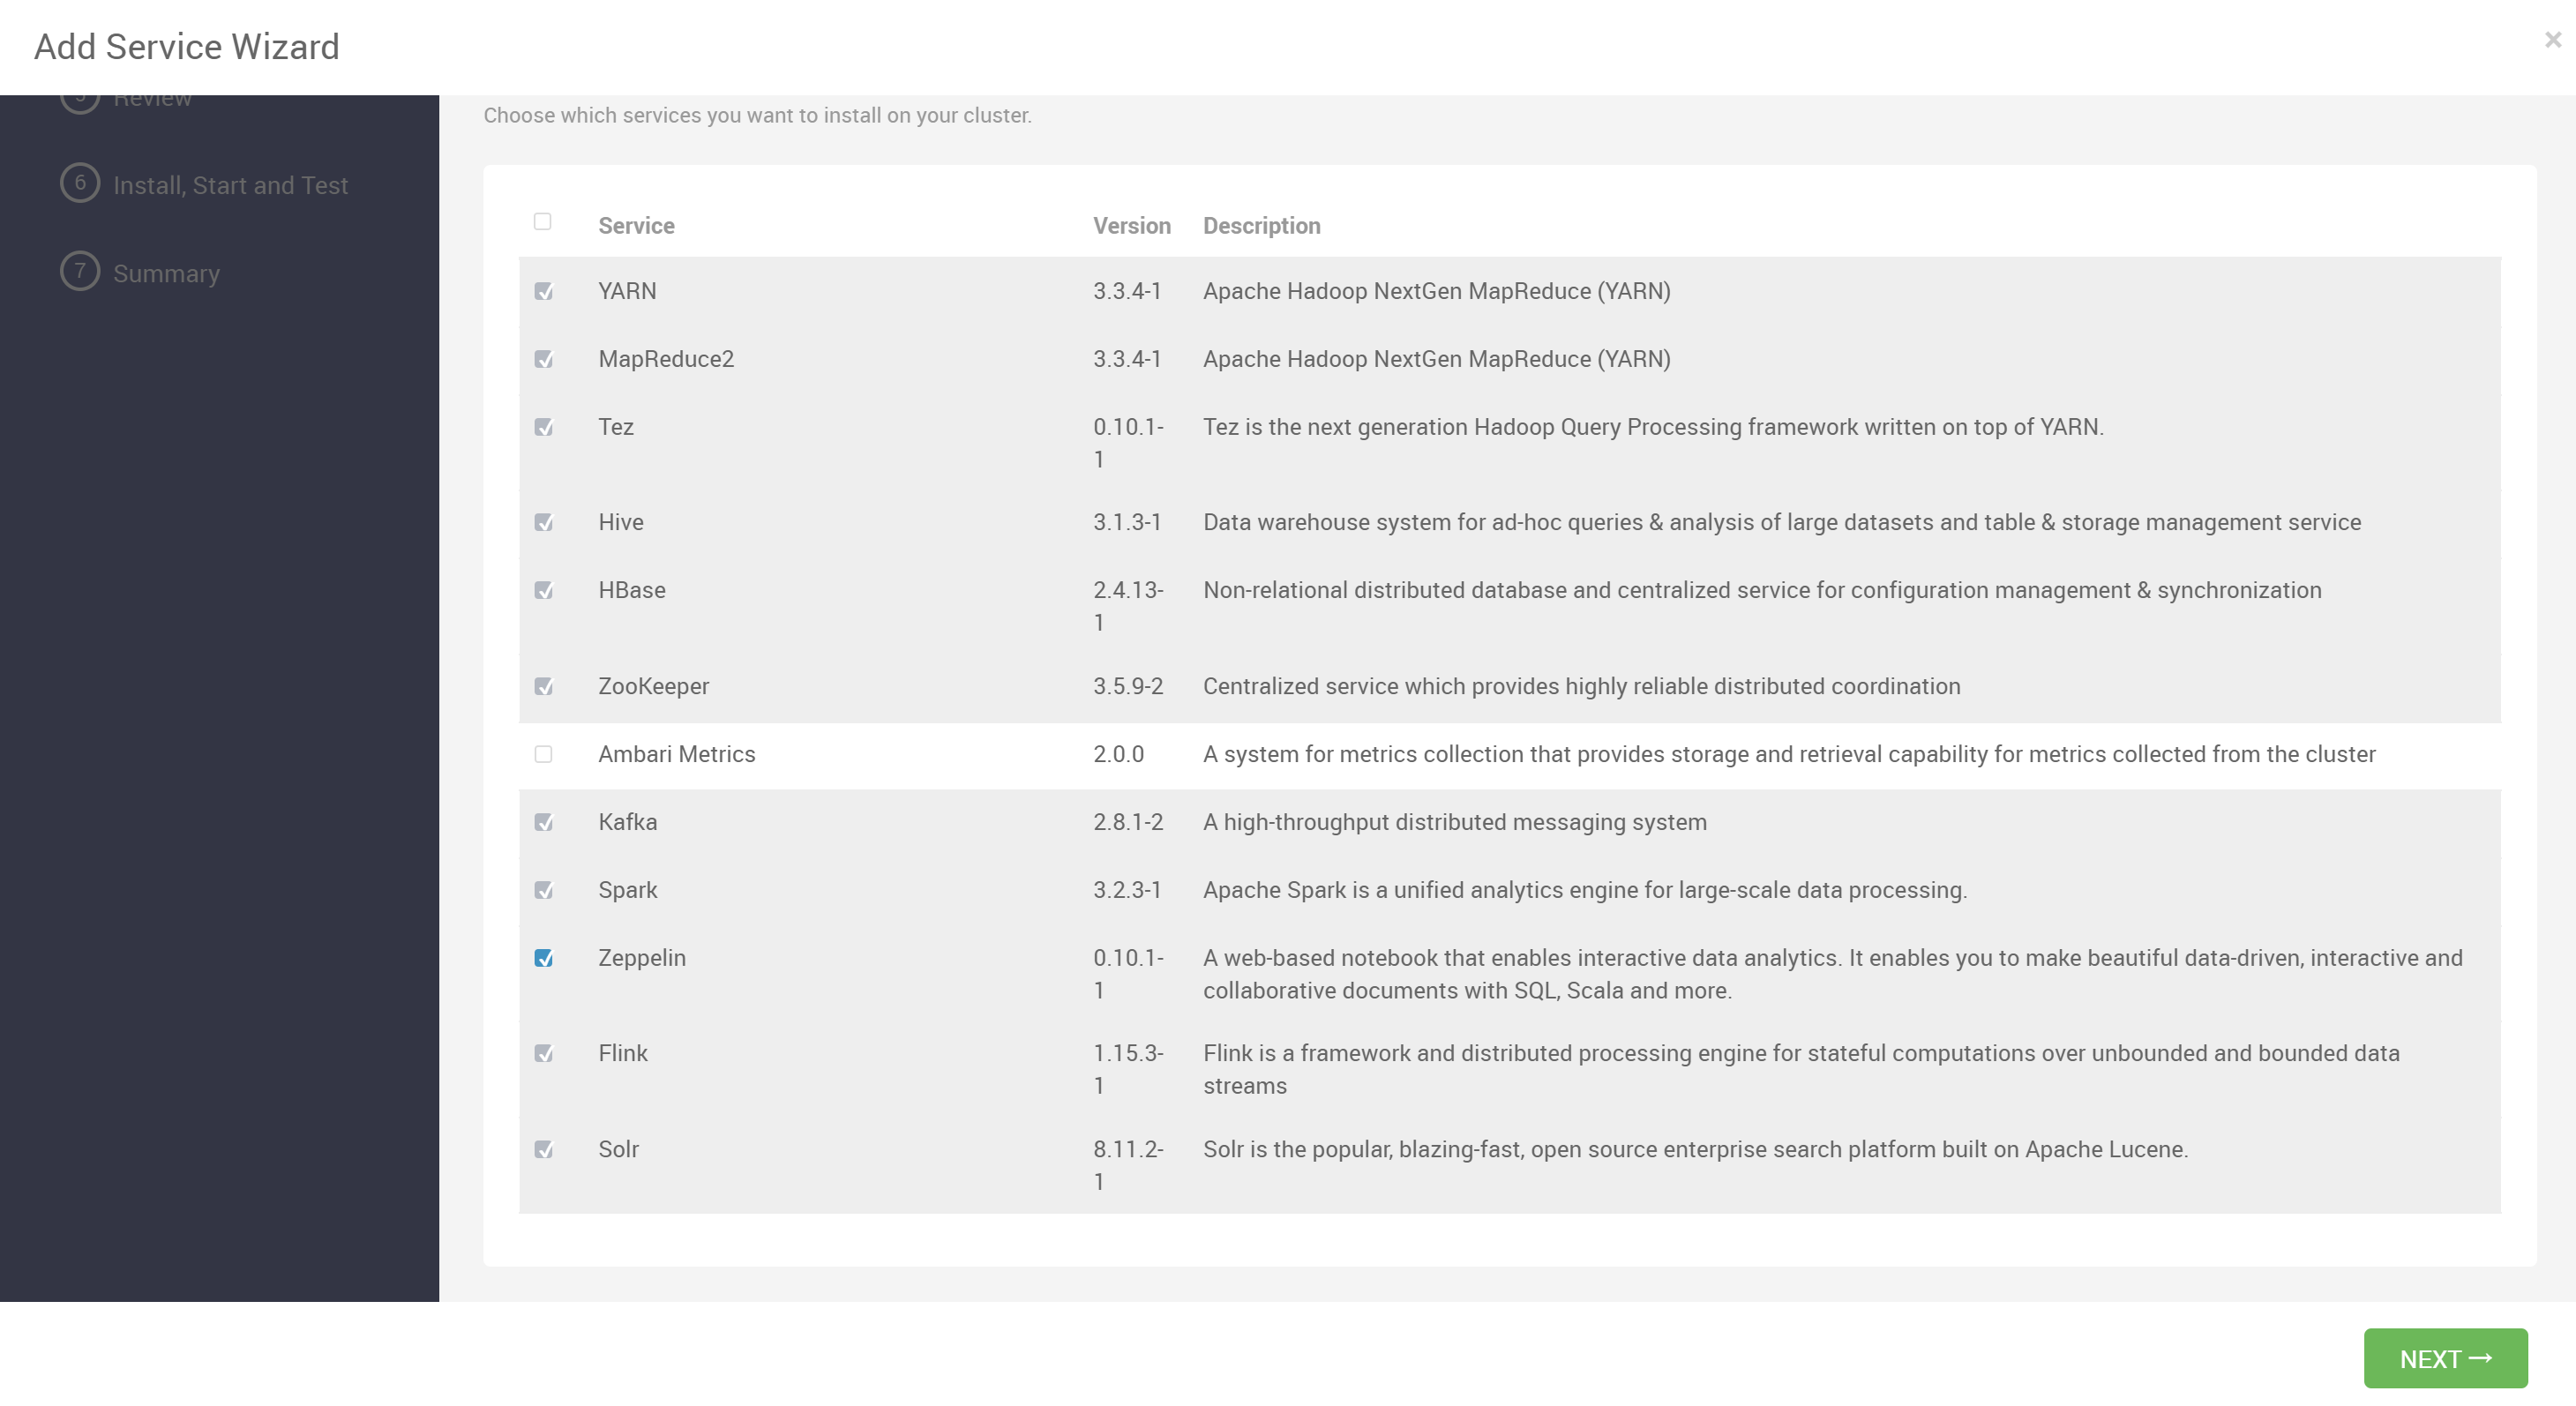 Add Service Wizard
×
5 Review
Choose which services you want to install on your cluster.
6 Install, Start and Test
7 Summary
Service Version Description
YARN 3.3.4-1 Apache Hadoop NextGen MapReduce (YARN)
MapReduce2 3.3.4-1 Apache Hadoop NextGen MapReduce (YARN)
Tez 0.10.1- Tez is the next generation Hadoop Query Processing framework written on top of YARN.
1
Hive 3.1.3-1 Data warehouse system for ad-hoc queries & analysis of large datasets and table & storage management service
HBase 2.4.13- Non-relational distributed database and centralized service for configuration management & synchronization
1
ZooKeeper 3.5.9-2 Centralized service which provides highly reliable distributed coordination
Ambari Metrics 2.0.0 A system for metrics collection that provides storage and retrieval capability for metrics collected from the cluster
Kafka 2.8.1-2 A high-throughput distributed messaging system
Spark 3.2.3-1 Apache Spark is a unified analytics engine for large-scale data processing.
Zeppelin 0.10.1- A web-based notebook that enables interactive data analytics. It enables you to make beautiful data-driven, interactive and
1 collaborative documents with SQL, Scala and more.
Flink 1.15.3- Flink is a framework and distributed processing engine for stateful computations over unbounded and bounded data
1 streams
Solr 8.11.2- Solr is the popular, blazing-fast, open source enterprise search platform built on Apache Lucene.
1
NEXT →